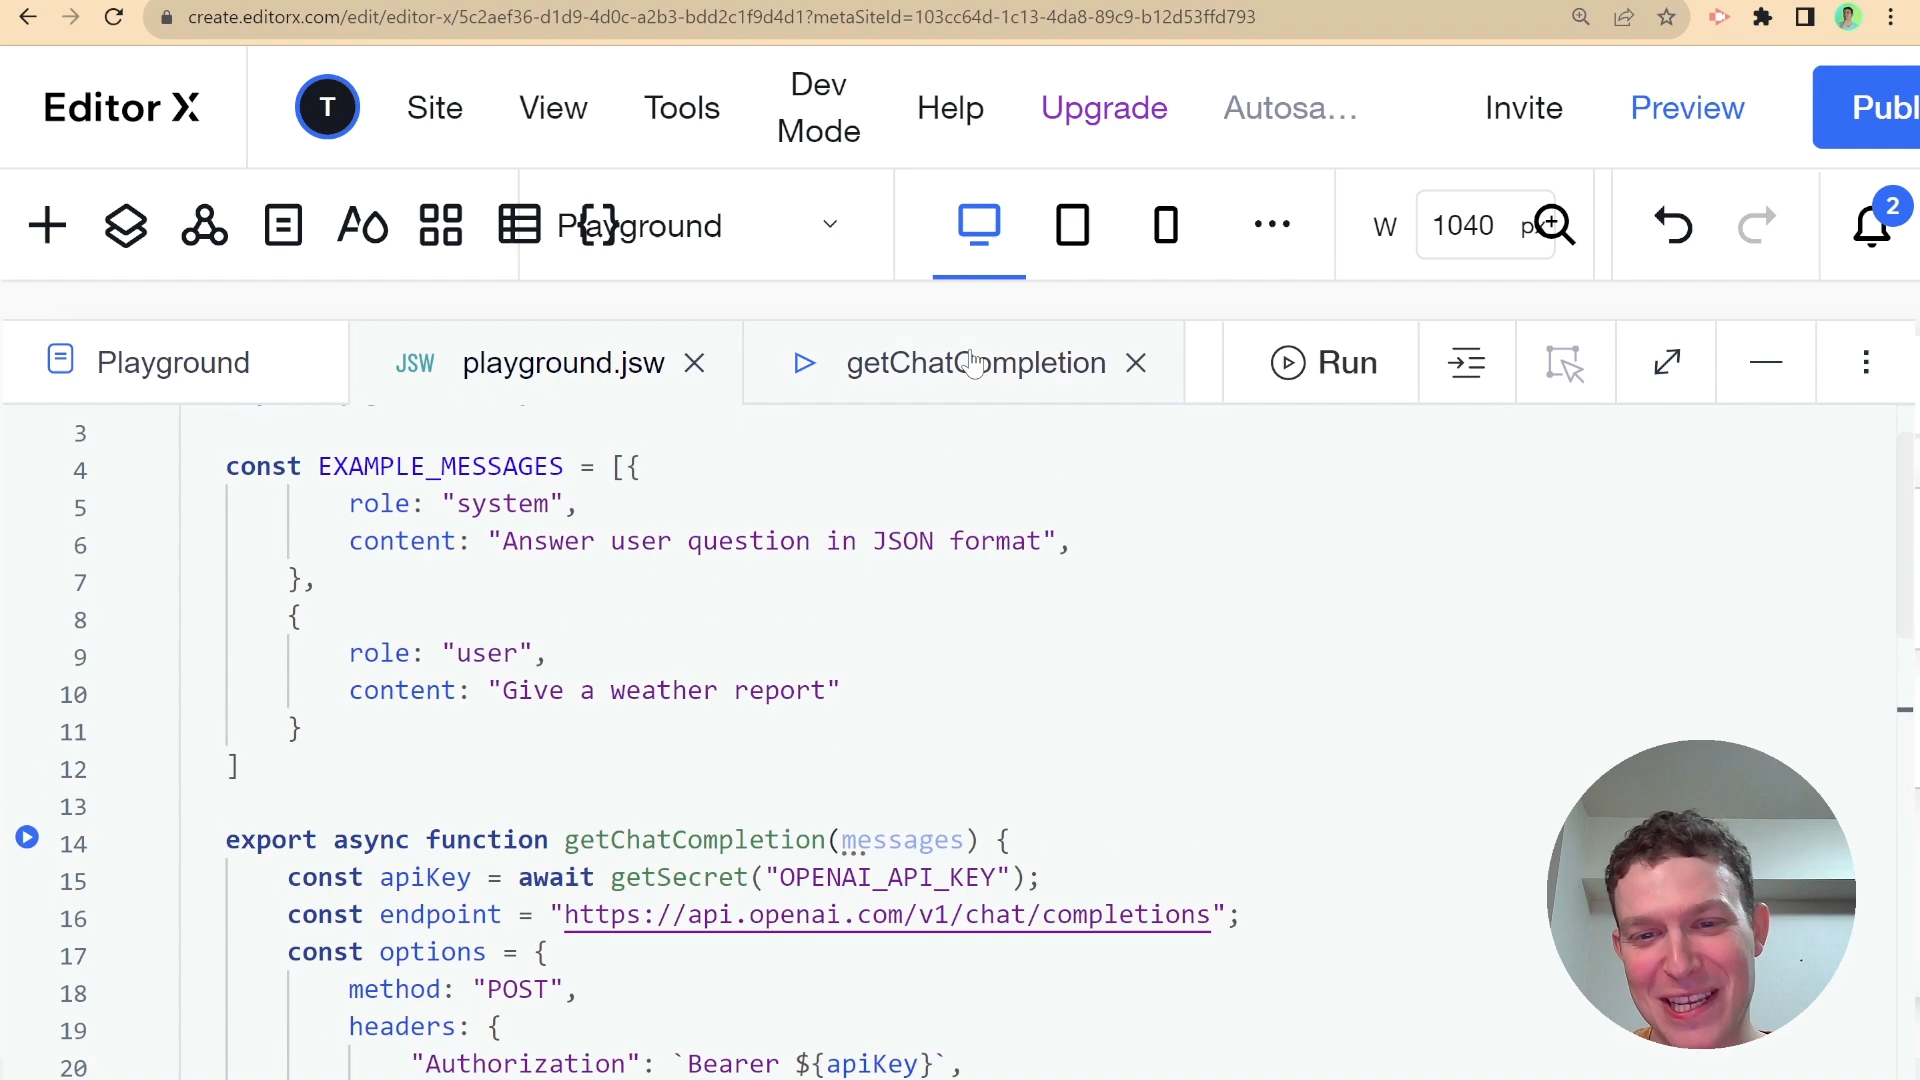 create.editorx.com/edit/editor-x/5c2aef36-d1d9-4d0c-a2b3-bdd2c1f9d4d1?metaSiteId=103cc64d-1c13-4da8-89c9-b12d53ffd793
Editor X
T
Site
View
Tools
Dev
Mode
Help
Upgrade
Autosa...
Invite
Preview
Publ
Playground
W
1040
px
2
Playground
JSW playground.jsw
getChatCompletion
Run
3
4 const EXAMPLE_MESSAGES = [{
5 role: "system",
6 content: "Answer user question in JSON format",
7 },
8 {
9 role: "user",
10 content: "Give a weather report"
11 }
12 ]
13
14 export async function getChatCompletion(messages) {
15 const apiKey = await getSecret("OPENAI_API_KEY");
16 const endpoint = "https://api.openai.com/v1/chat/completions";
17 const options = {
18 method: "POST",
19 headers: {
20 "Authorization": `Bearer ${apiKey}`,